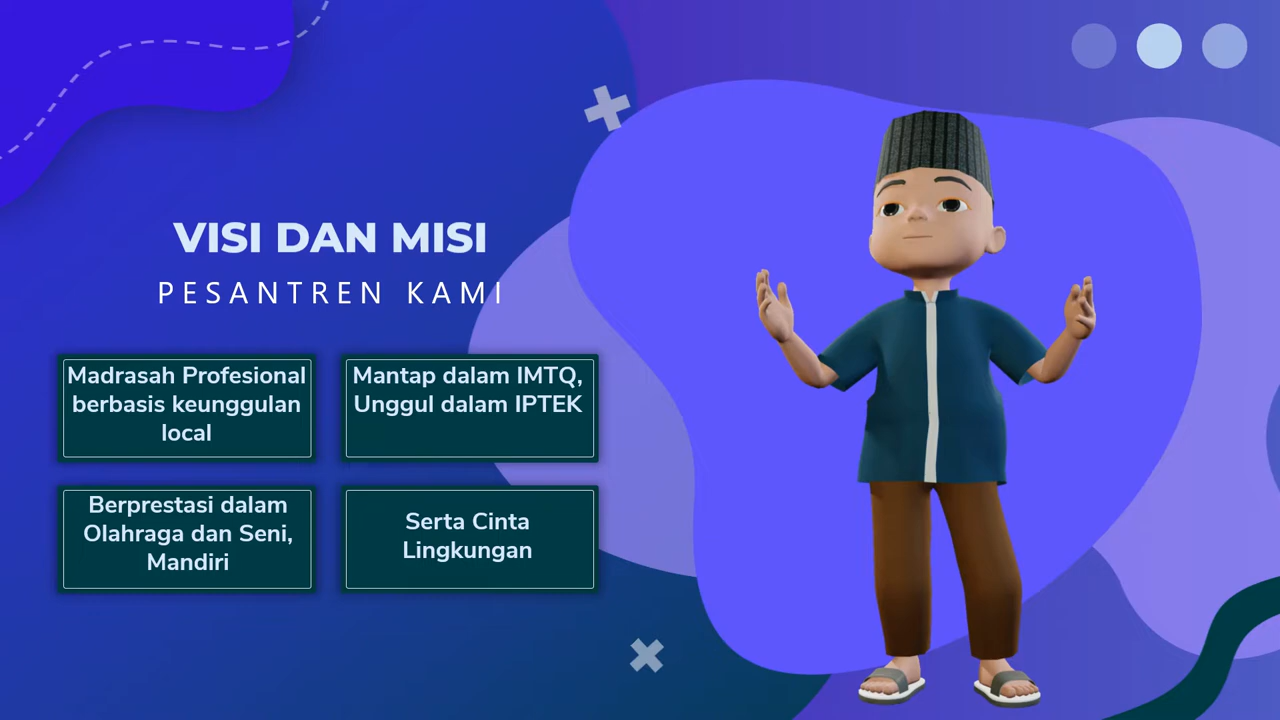 VISI DAN MISI
PESANTREN KAMI
Madrasah Profesional
berbasis keunggulan
local
Mantap dalam IMTQ,
Unggul dalam IPTEK
Berprestasi dalam
Olahraga dan Seni,
Mandiri
Serta Cinta
Lingkungan